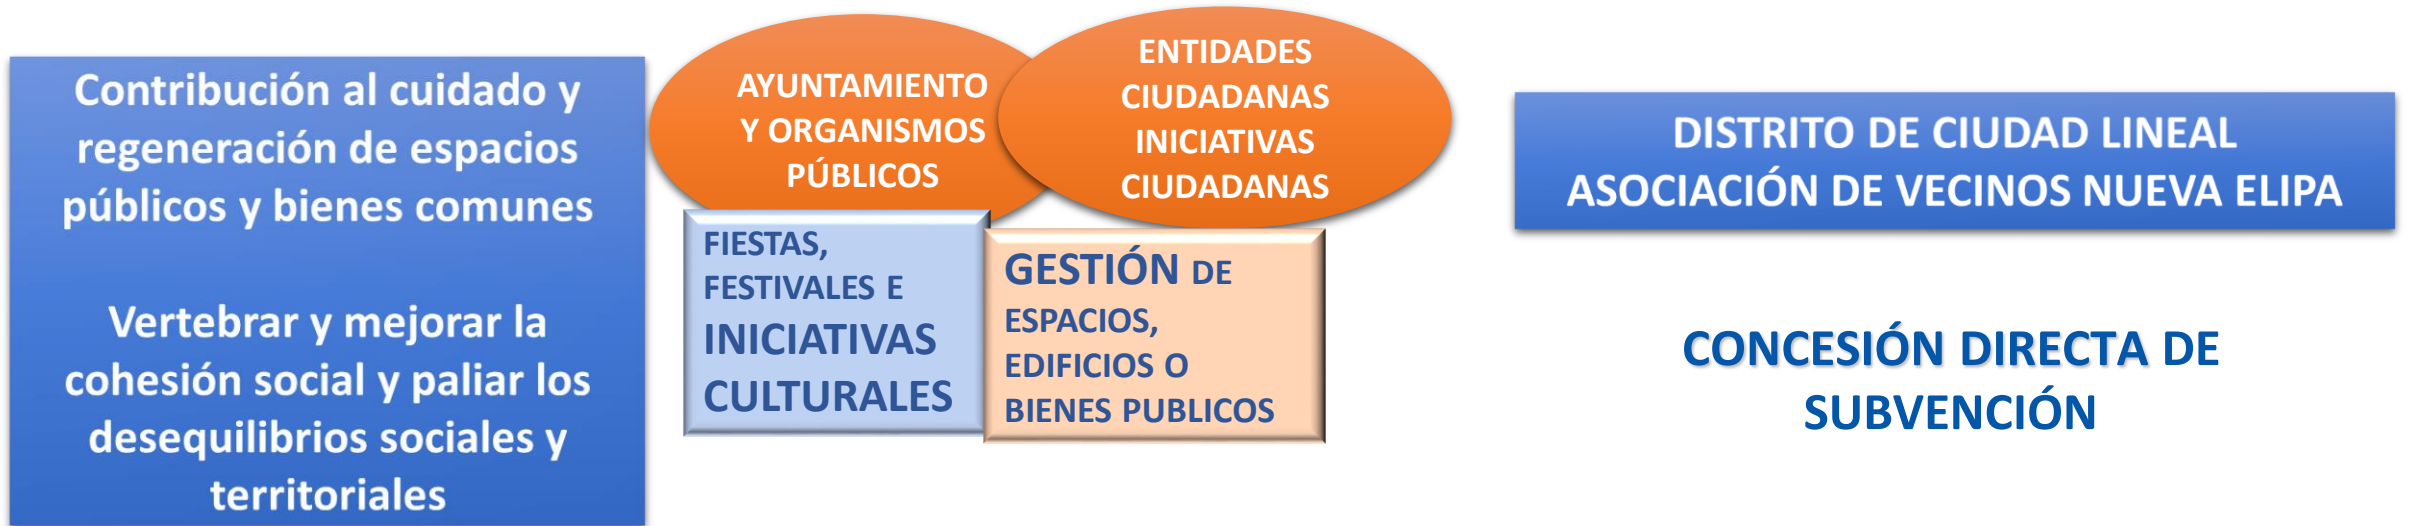 Contribución al cuidado y
regeneración de espacios
públicos y bienes comunes
Vertebrar y mejorar la
cohesión social y paliar los
desequilibrios sociales y
territoriales
AYUNTAMIENTO
Y ORGANISMOS
PÚBLICOS
ENTIDADES
CIUDADANAS
INICIATIVAS
CIUDADANAS
FIESTAS,
FESTIVALES E
INICIATIVAS
CULTURALES
GESTIÓN DE
ESPACIOS,
EDIFICIOS O
BIENES PUBLICOS
DISTRITO DE CIUDAD LINEAL
ASOCIACIÓN DE VECINOS NUEVA ELIPA
CONCESIÓN DIRECTA DE
SUBVENCIÓN